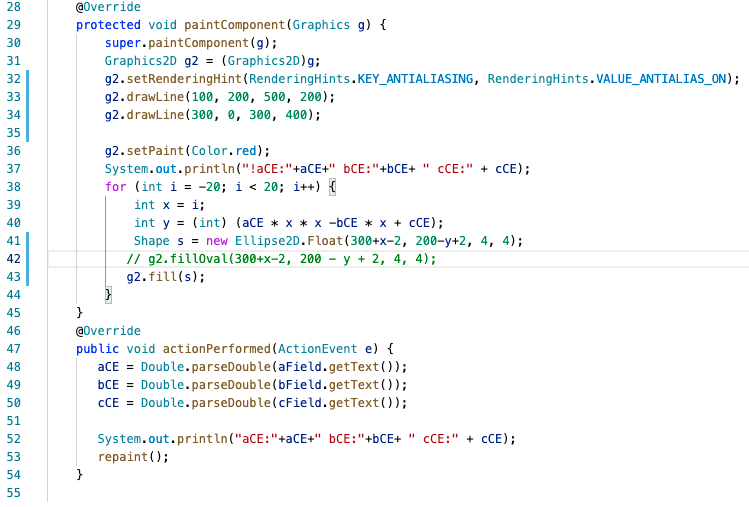 28 @Override
29 protected void paintComponent(Graphics g) {
30 super.paintComponent(g);
31 Graphics2D g2 = (Graphics2D)g;
32 g2.setRenderingHint(RenderingHints.KEY_ANTIALIASING, RenderingHints.VALUE_ANTIALIAS_ON);
33 g2.drawLine(100, 200, 500, 200);
34 g2.drawLine(300, 0, 300, 400);
35
36 g2.setPaint(Color.red);
37 System.out.println("!aCE:"+aCE+" bCE:"+bCE+ " cCE:" + cCE);
38 for (int i = -20; i < 20; i++) {
39 int x = i;
40 int y = (int) (aCE * x * x -bCE * x + cCE);
41 Shape s = new Ellipse2D.Float(300+x-2, 200-y+2, 4, 4);
42 // g2.fillOval(300+x-2, 200 - y + 2, 4, 4);
43 g2.fill(s);
44 }
45 }
46 @Override
47 public void actionPerformed(ActionEvent e) {
48 aCE = Double.parseDouble(aField.getText());
49 bCE = Double.parseDouble(bField.getText());
50 cCE = Double.parseDouble(cField.getText());
51
52 System.out.println("aCE:"+aCE+" bCE:"+bCE+ " cCE:" + cCE);
53 repaint();
54 }
55